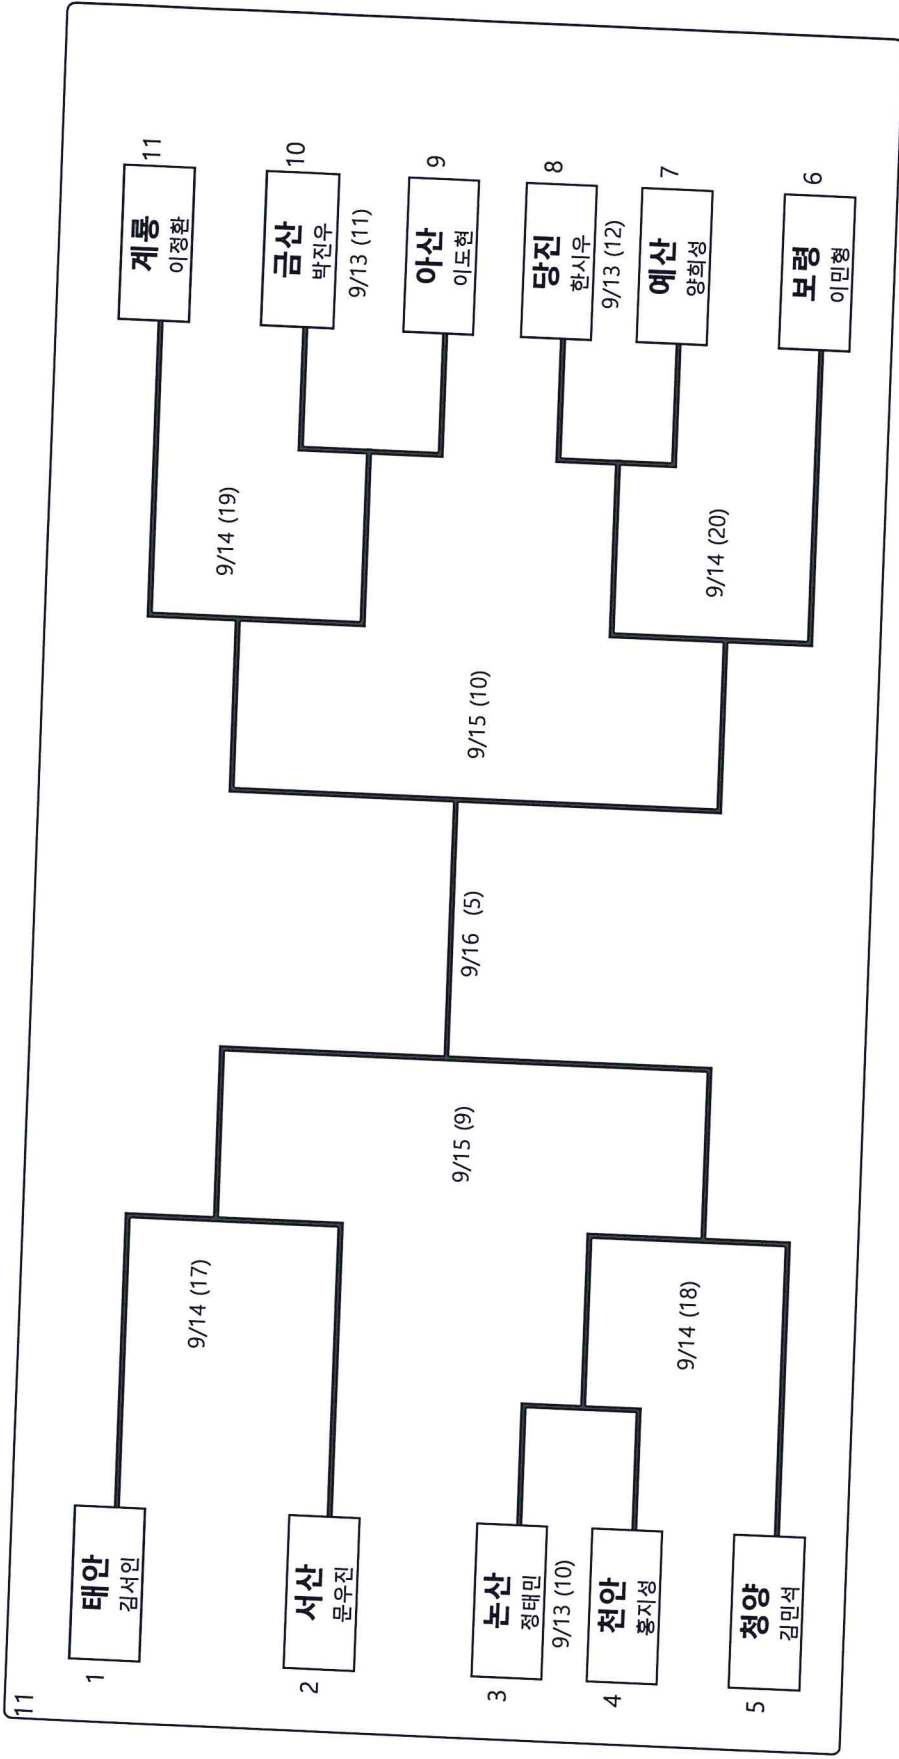 11
1
태안
김서인
9/14 (17)
2
서산
문우진
9/15 (9)
3
논산
정태민
9/13 (10)
4
천안
홍지성
9/14 (18)
5
청양
김민석
9/16 (5)
11
계룡
이정환
9/14 (19)
10
금산
박진우
9/13 (11)
9
아산
이도현
9/15 (10)
8
당진
한시우
9/13 (12)
7
예산
양희성
9/14 (20)
6
보령
이민형